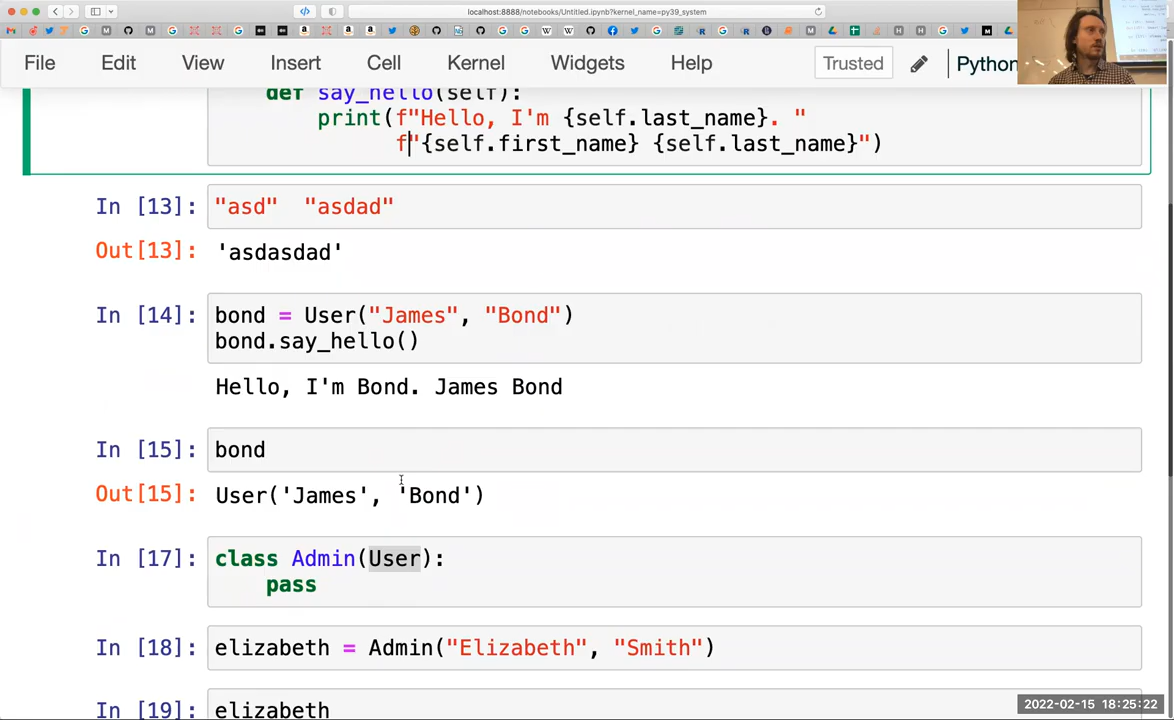 localhost:8888/notebooks/Untitled.ipynb?kernel_name=py39_system
File Edit View Insert Cell Kernel Widgets Help Trusted Python
def say_hello(self):
print(f"Hello, I'm {self.last_name}. "
f"{self.first_name} {self.last_name}")
In [13]: "asd"  "asdad"
Out[13]: 'asdasdad'
In [14]: bond = User("James", "Bond")
bond.say_hello()
Hello, I'm Bond. James Bond
In [15]: bond
Out[15]: User('James', 'Bond')
In [17]: class Admin(User):
pass
In [18]: elizabeth = Admin("Elizabeth", "Smith")
In [19]: elizabeth
2022-02-15 18:25:22